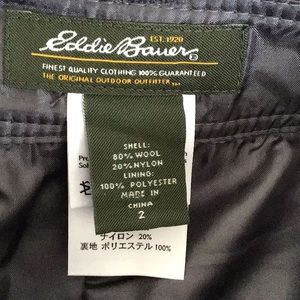 Eddie Bauer
EST. 1920
FINEST QUALITY CLOTHING 100% GUARANTEED
THE ORIGINAL OUTDOOR OUTFITTER
SHELL:
80% WOOL
20% NYLON
LINING:
100% POLYESTER
MADE IN
CHINA
2
ナイロン 20%
裏地 ポリエステル 100%